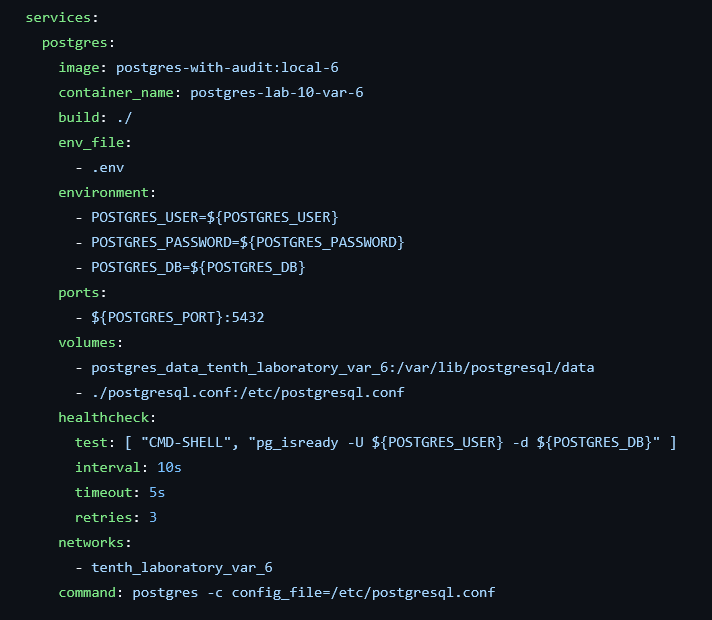 services:
  postgres:
    image: postgres-with-audit:local-6
    container_name: postgres-lab-10-var-6
    build: ./
    env_file:
      - .env
    environment:
      - POSTGRES_USER=${POSTGRES_USER}
      - POSTGRES_PASSWORD=${POSTGRES_PASSWORD}
      - POSTGRES_DB=${POSTGRES_DB}
    ports:
      - ${POSTGRES_PORT}:5432
    volumes:
      - postgres_data_tenth_laboratory_var_6:/var/lib/postgresql/data
      - ./postgresql.conf:/etc/postgresql.conf
    healthcheck:
      test: [ "CMD-SHELL", "pg_isready -U ${POSTGRES_USER} -d ${POSTGRES_DB}" ]
      interval: 10s
      timeout: 5s
      retries: 3
    networks:
      - tenth_laboratory_var_6
    command: postgres -c config_file=/etc/postgresql.conf